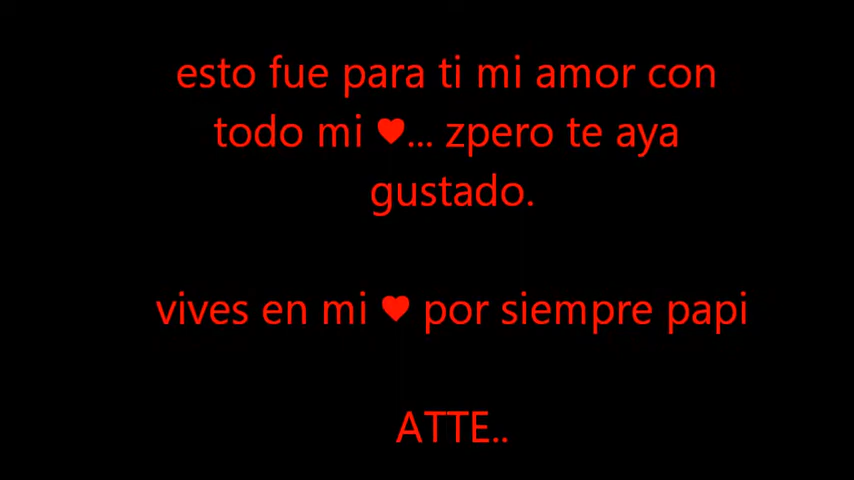 esto fue para ti mi amor con
todo mi ♥... zpero te aya
gustado.
vives en mi ♥ por siempre papi
ATTE..